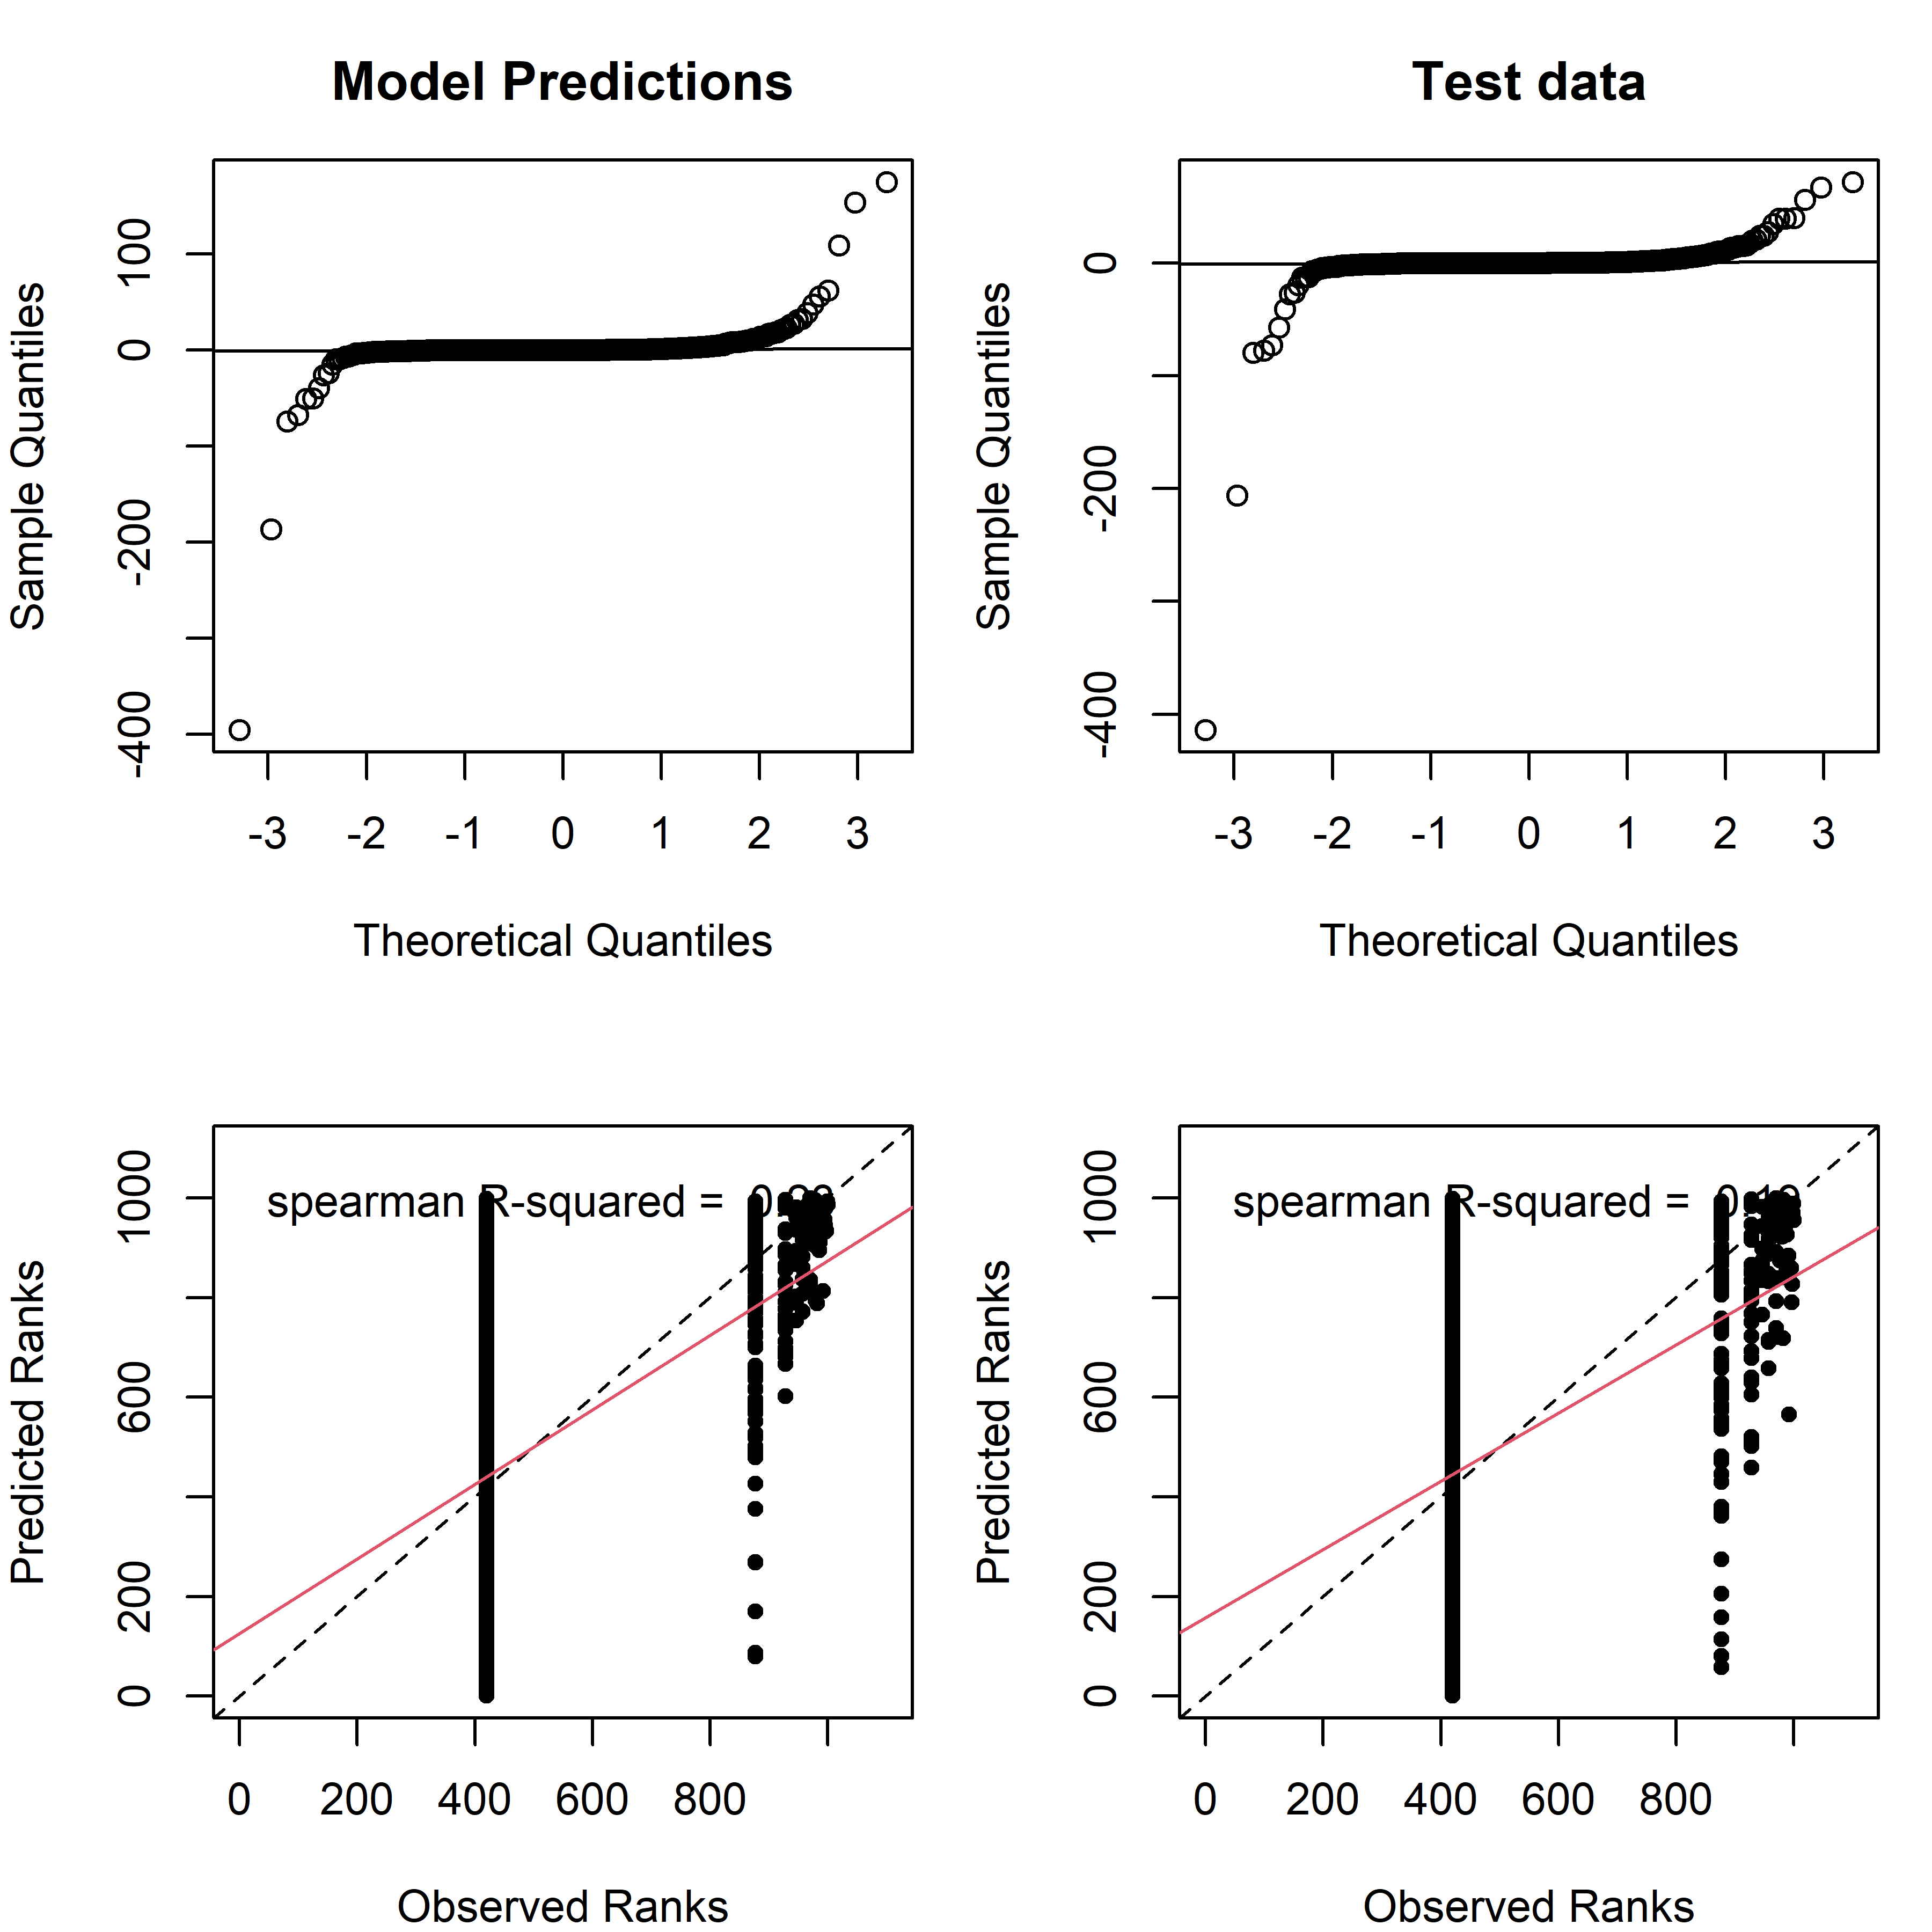 Model Predictions
Sample Quantiles
100
0
-200
-400
-3 -2 -1 0 1 2 3
Theoretical Quantiles
Test data
Sample Quantiles
0
-200
-400
-3 -2 -1 0 1 2 3
Theoretical Quantiles
Predicted Ranks
1000
600
200
0
spearman R-squared =
0 200 400 600 800
Observed Ranks
Predicted Ranks
1000
600
200
0
spearman R-squared =
0 200 400 600 800
Observed Ranks